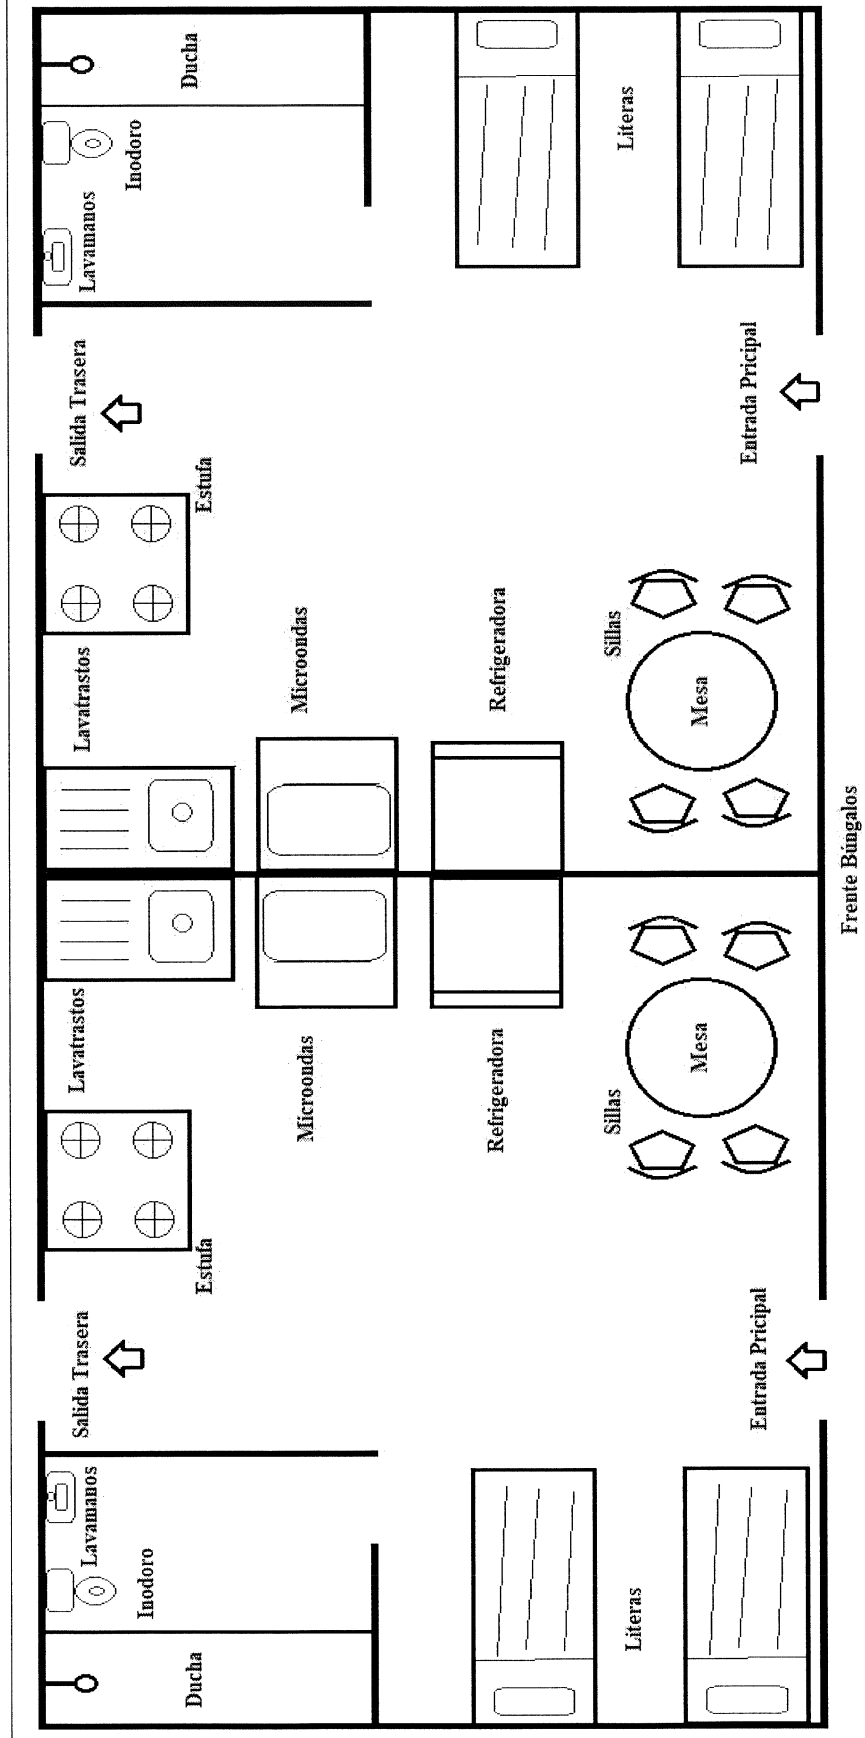 Ducha
Inodoro
Lavamanos
Literas
Salida Trasera
Entrada Pricipal
Estufa
Lavatrastos
Microondas
Refrigeradora
Sillas
Mesa
Frente Búngalos
Lavatrastos
Microondas
Refrigeradora
Sillas
Mesa
Estufa
Salida Trasera
Entrada Pricipal
Lavamanos
Inodoro
Literas
Ducha